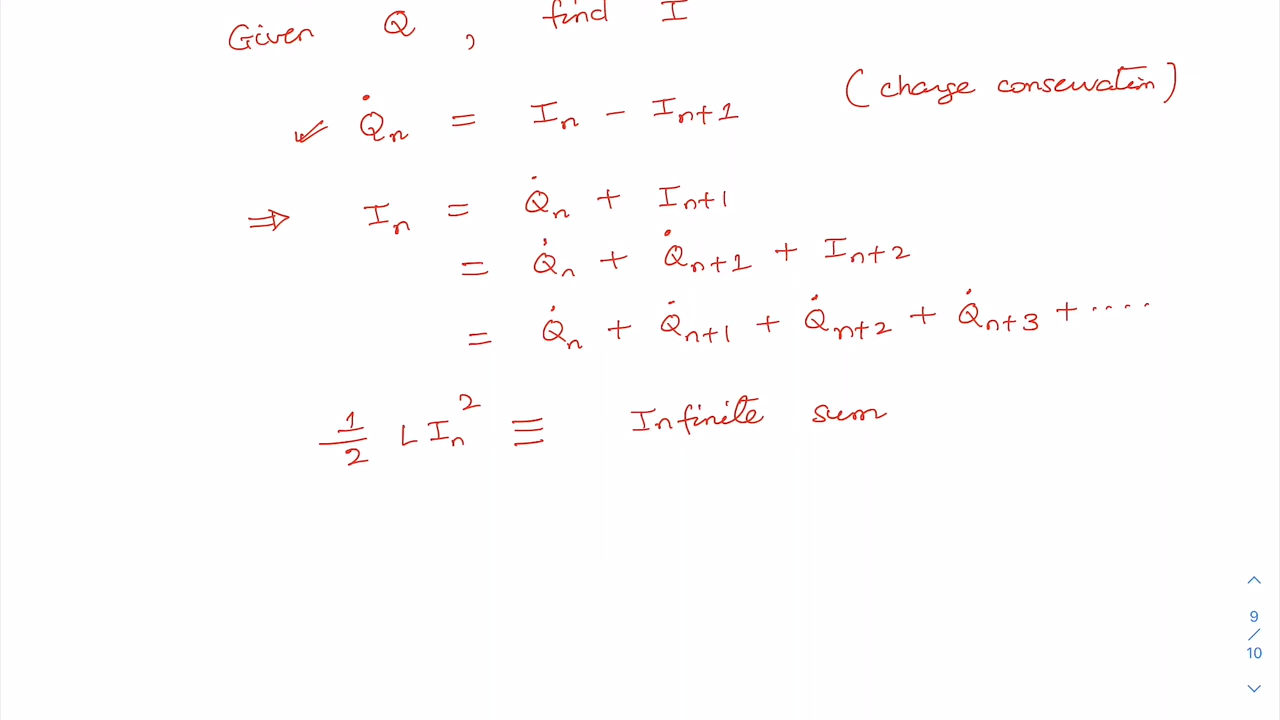 Given Q , find I
✓ Q̇ₙ = Iₙ - Iₙ₊₁ (charge conservation)
⇒ Iₙ = Q̇ₙ + Iₙ₊₁
= Q̇ₙ + Q̇ₙ₊₁ + Iₙ₊₂
= Q̇ₙ + Q̇ₙ₊₁ + Q̇ₙ₊₂ + Q̇ₙ₊₃ + ....
1/2 L Iₙ² ≡ Infinite sum
9
/
10